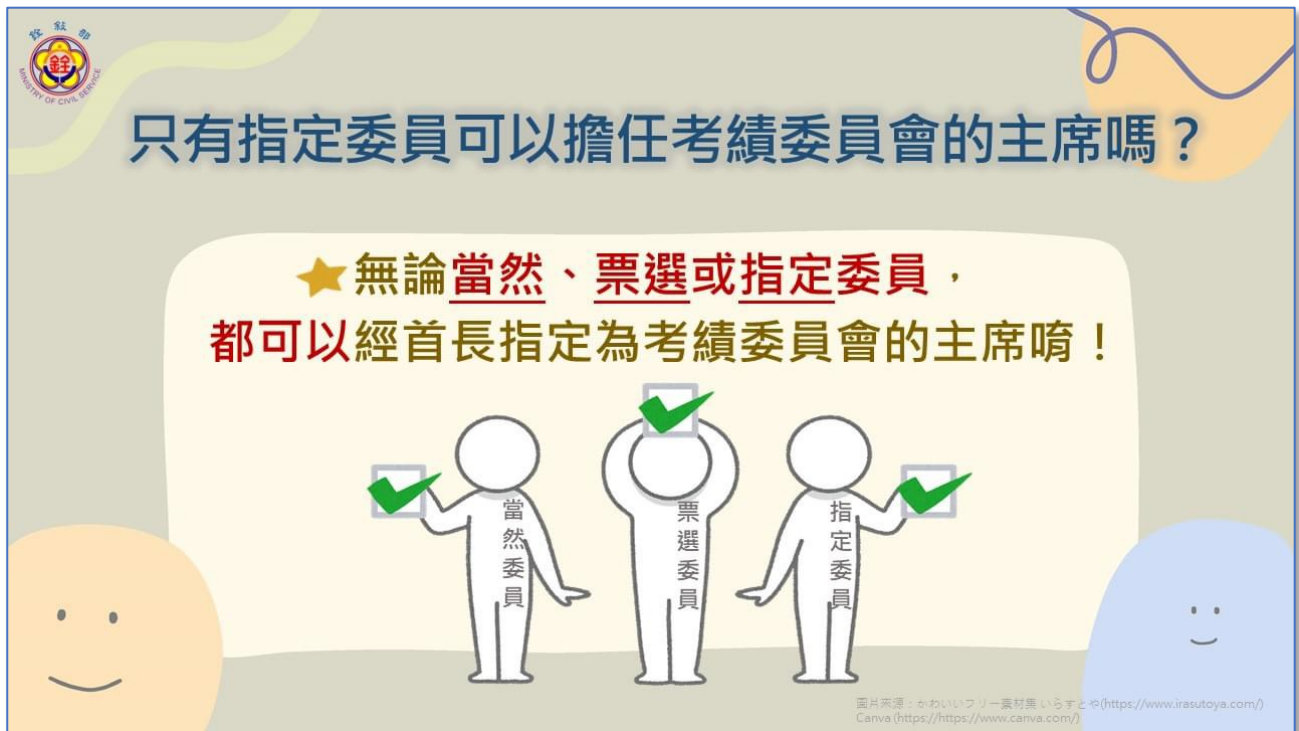 銓敍部
銓
MINISTRY OF CIVIL SERVICE
只有指定委員可以擔任考績委員會的主席嗎？
無論當然、票選或指定委員，
都可以經首長指定為考績委員會的主席唷！
當然委員
票選委員
指定委員
圖片來源：かわいいフリー素材集 いらすとや(https://www.irasutoya.com/)
Canva (https://https://www.canva.com/)